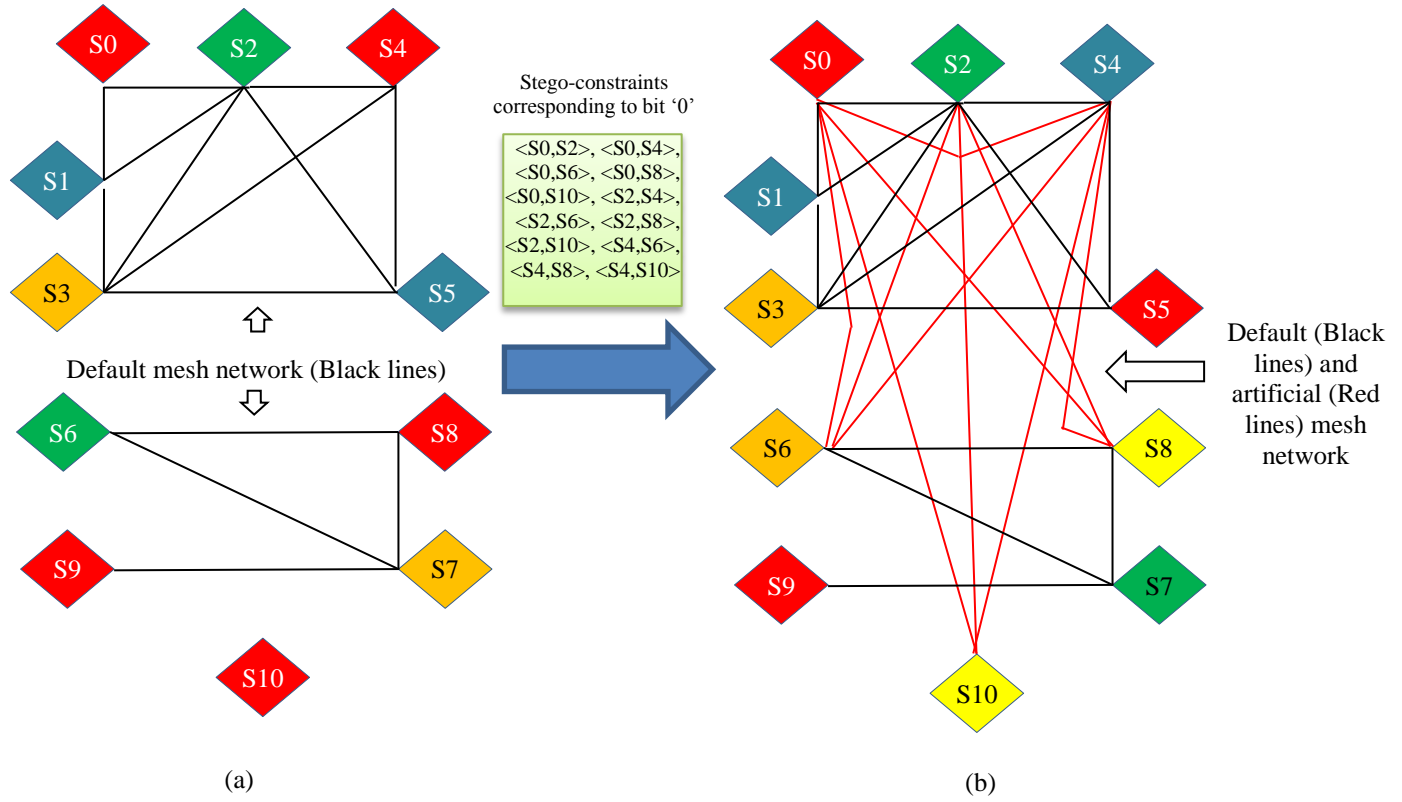 S0
S2
S4
S1
S3
S5
Default mesh network (Black lines)
S6
S8
S9
S7
S10
(a)
Stego-constraints
corresponding to bit ‘0’
<S0,S2>, <S0,S4>,
<S0,S6>, <S0,S8>,
<S0,S10>, <S2,S4>,
<S2,S6>, <S2,S8>,
<S2,S10>, <S4,S6>,
<S4,S8>, <S4,S10>
S0
S2
S4
S1
S3
S5
Default (Black
lines) and
artificial (Red
lines) mesh
network
S6
S8
S9
S7
S10
(b)